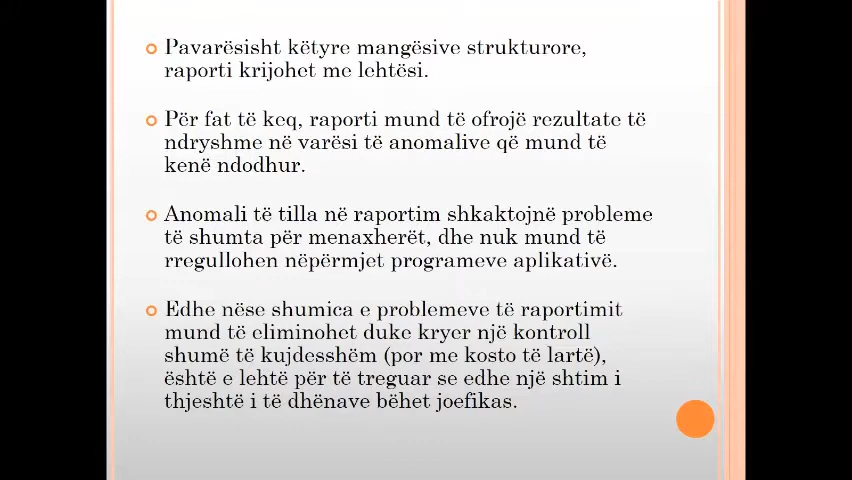 Pavarësisht këtyre mangësive strukturore,
raporti krijohet me lehtësi.
Për fat të keq, raporti mund të ofrojë rezultate të
ndryshme në varësi të anomalive që mund të
kenë ndodhur.
Anomali të tilla në raportim shkaktojnë probleme
të shumta për menaxherët, dhe nuk mund të
rregullohen nëpërmjet programeve aplikativë.
Edhe nëse shumica e problemeve të raportimit
mund të eliminohet duke kryer një kontroll
shumë të kujdesshëm (por me kosto të lartë),
është e lehtë për të treguar se edhe një shtim i
thjeshtë i të dhënave bëhet joefikas.